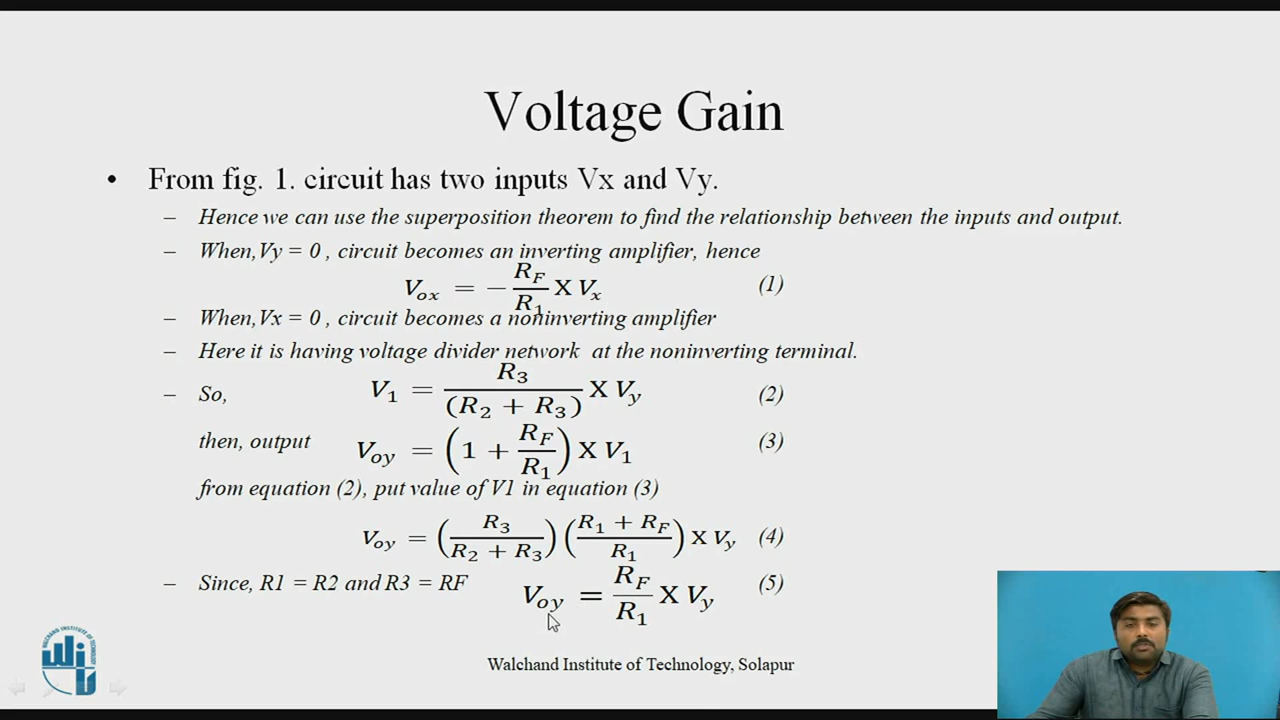 Voltage Gain
• From fig. 1. circuit has two inputs Vx and Vy.
– Hence we can use the superposition theorem to find the relationship between the inputs and output.
– When,Vy = 0 , circuit becomes an inverting amplifier, hence
V_ox = − R_F/R_1 X V_x (1)
– When,Vx = 0 , circuit becomes a noninverting amplifier
– Here it is having voltage divider network at the noninverting terminal.
– So, V_1 = R_3/(R_2 + R_3) X V_y (2)
then, output V_oy = (1 + R_F/R_1) X V_1 (3)
from equation (2), put value of V1 in equation (3)
V_oy = (R_3/R_2 + R_3) (R_1 + R_F/R_1) X V_y (4)
– Since, R1 = R2 and R3 = RF V_oy = R_F/R_1 X V_y (5)
Walchand Institute of Technology, Solapur